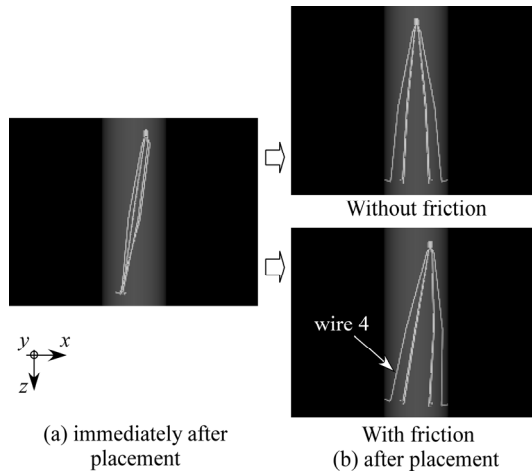 Without friction
wire 4
y
x
z
(a) immediately after
placement
With friction
(b) after placement